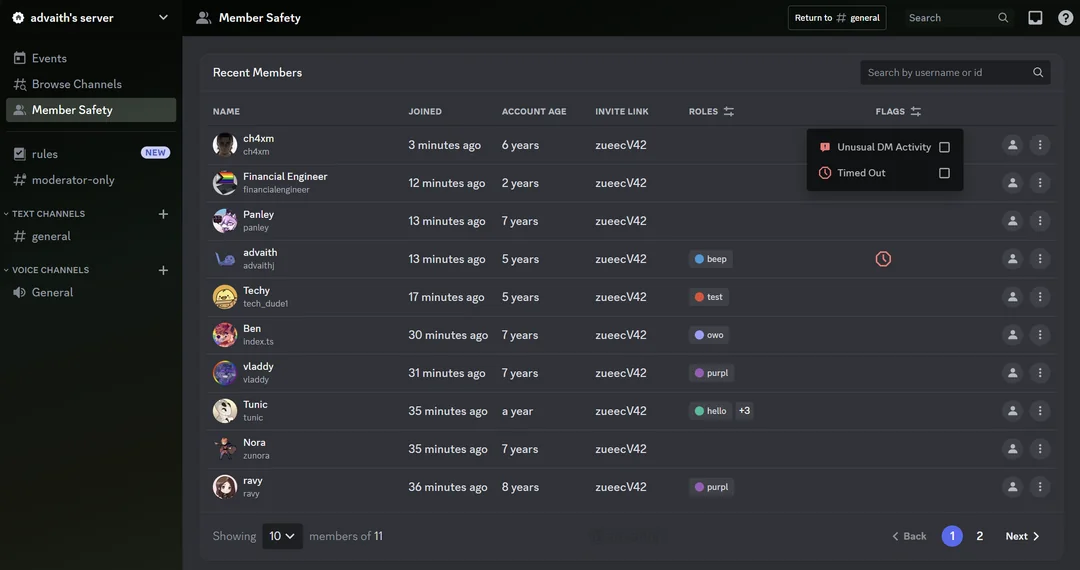 advaith's server
Member Safety
Return to # general
Search
Events
Browse Channels
Member Safety
rules
NEW
moderator-only
TEXT CHANNELS
general
VOICE CHANNELS
General
Recent Members
Search by username or id
NAME JOINED ACCOUNT AGE INVITE LINK ROLES FLAGS
Unusual DM Activity
Timed Out
ch4xm
ch4xm
3 minutes ago 6 years zueecV42
Financial Engineer
financialengineer
12 minutes ago 2 years zueecV42
Panley
panley
13 minutes ago 7 years zueecV42
advaith
advaithj
13 minutes ago 5 years zueecV42 beep
Techy
tech_dude1
17 minutes ago 5 years zueecV42 test
Ben
index.ts
30 minutes ago 7 years zueecV42 owo
vladdy
vladdy
31 minutes ago 7 years zueecV42 purpl
Tunic
tunic
35 minutes ago a year zueecV42 hello +3
Nora
zunora
35 minutes ago 7 years zueecV42
ravy
ravy
36 minutes ago 8 years zueecV42 purpl
Showing 10 members of 11
Back 1 2 Next